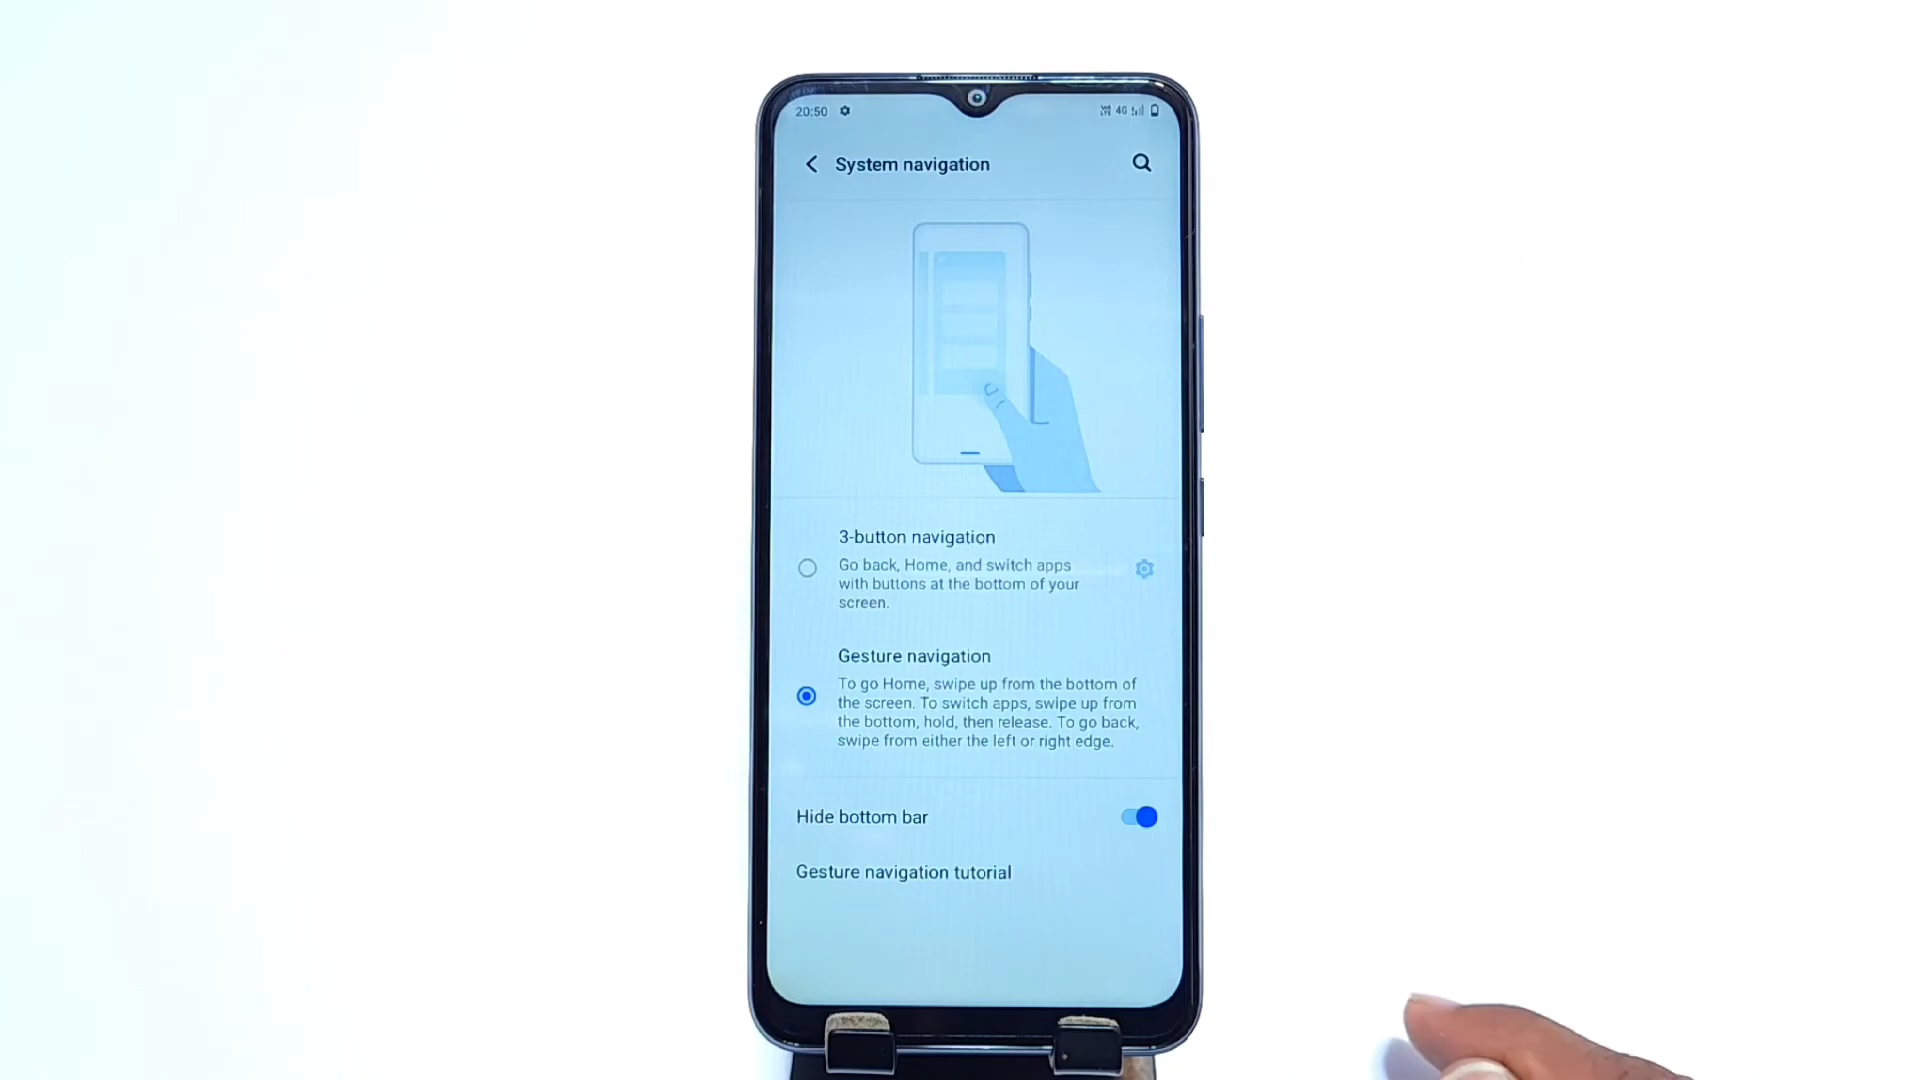 20:50
4G
System navigation
3-button navigation
Go back, Home, and switch apps
with buttons at the bottom of your
screen.
Gesture navigation
To go Home, swipe up from the bottom of
the screen. To switch apps, swipe up from
the bottom, hold, then release. To go back,
swipe from either the left or right edge.
Hide bottom bar
Gesture navigation tutorial